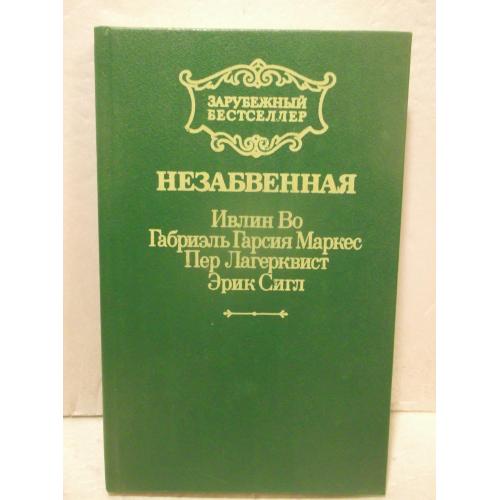 ЗАРУБЕЖНЫЙ
БЕСТСЕЛЛЕР
НЕЗАБВЕННАЯ
Ивлин Во
Габриэль Гарсия Маркес
Пер Лагерквист
Эрик Сигл